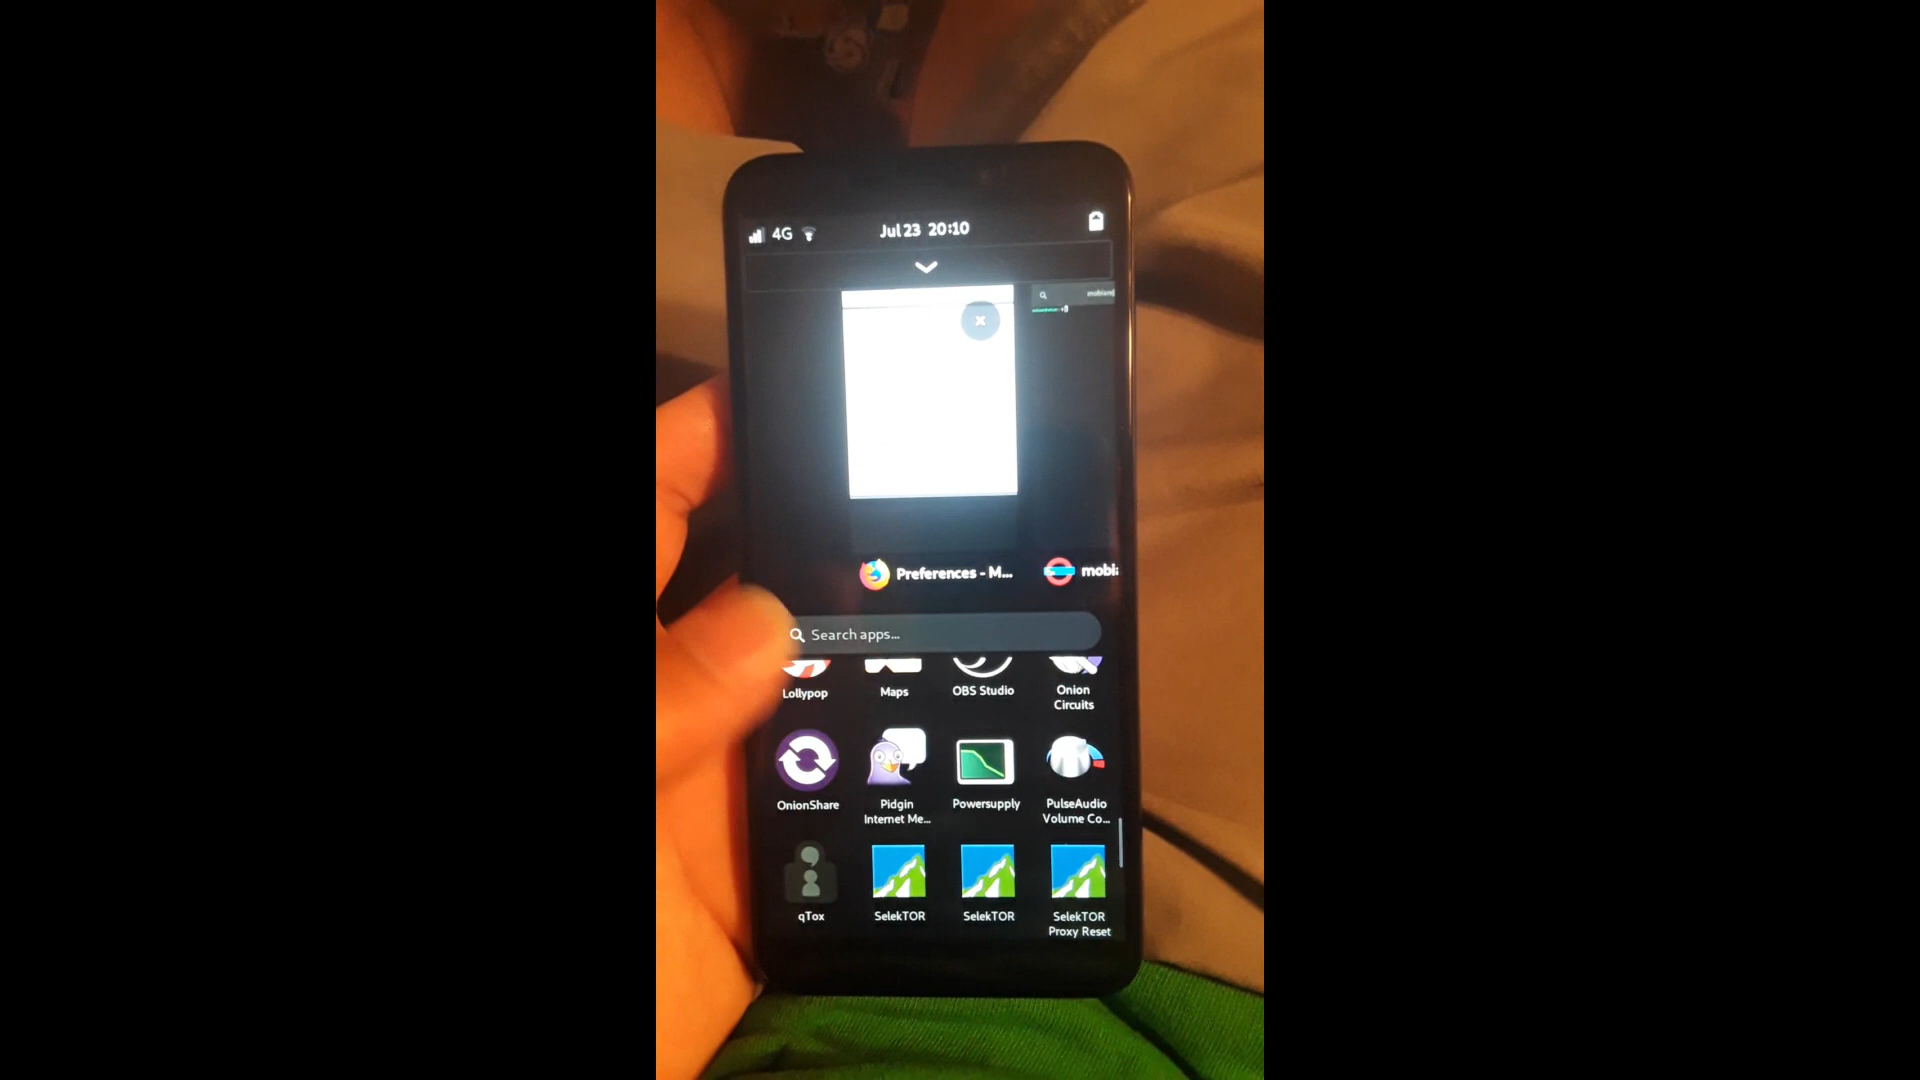 4G
Jul 23 20:10
Preferences - M...
Search apps...
Lollypop
Maps
OBS Studio
Onion
Circuits
OnionShare
Pidgin
Internet Me...
Powersupply
PulseAudio
Volume Co...
qTox
SelekTOR
SelekTOR
SelekTOR
Proxy Reset